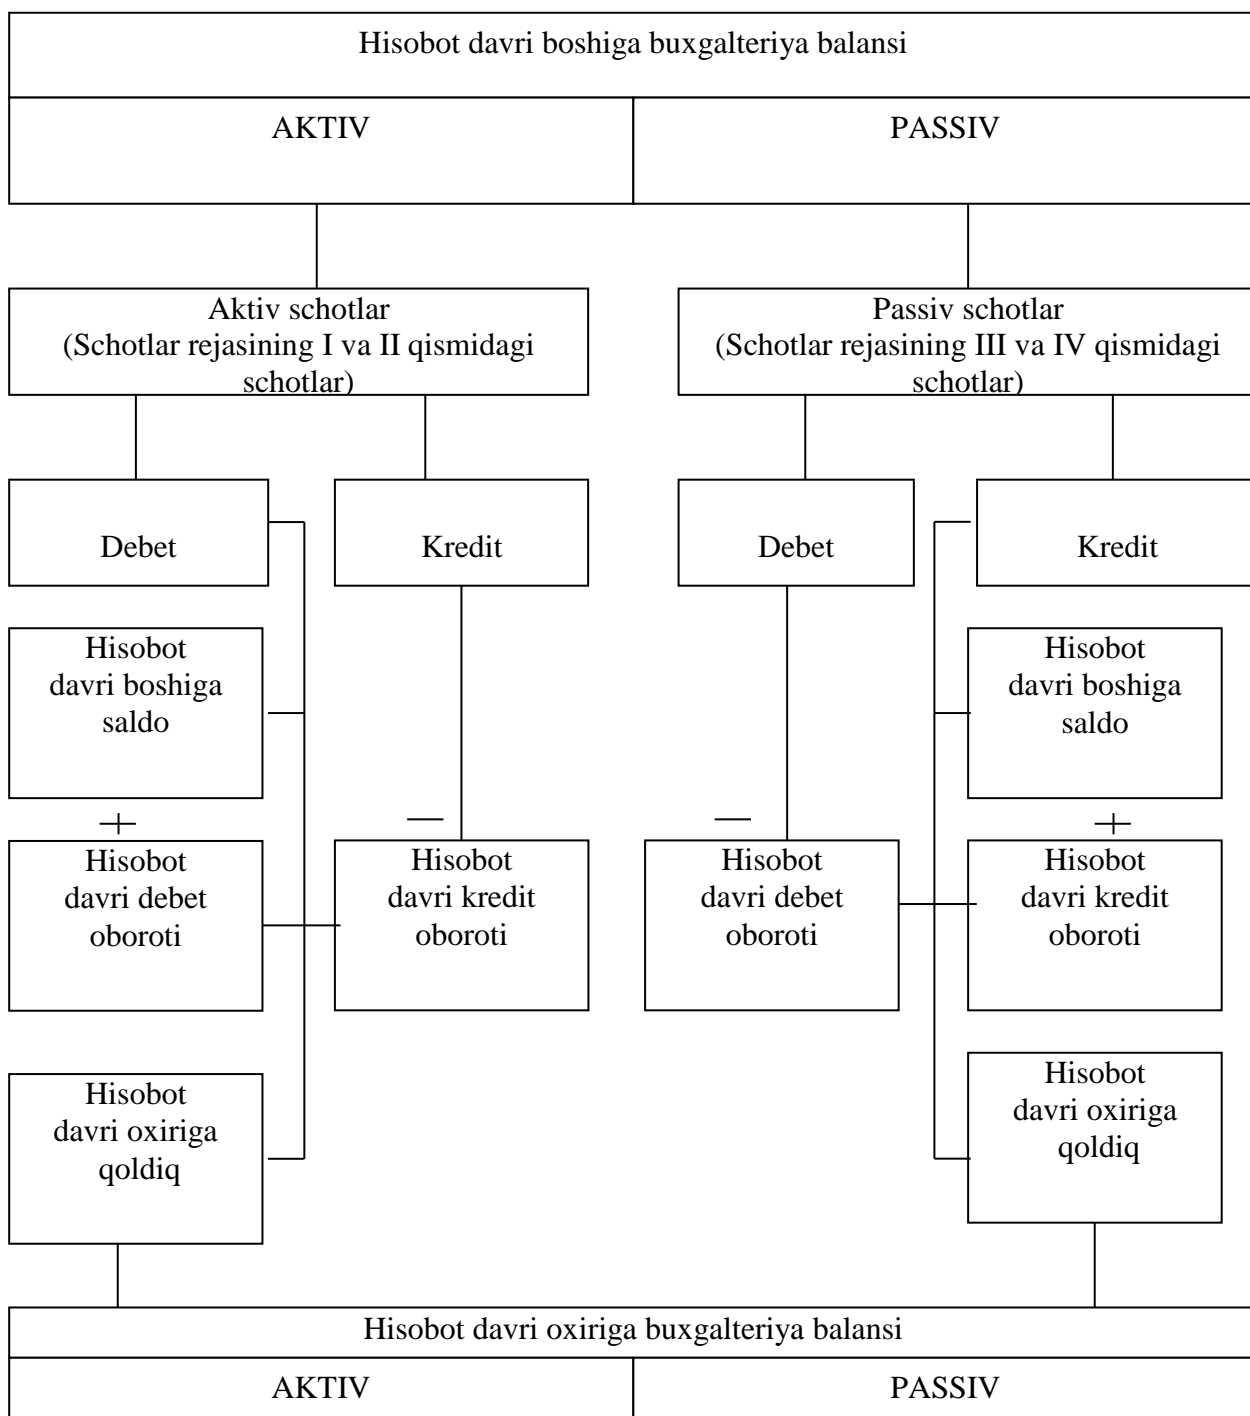 Hisobot davri boshiga buxgalteriya balansi
AKTIV
PASSIV
Aktiv schotlar
(Schotlar rejasining I va II qismidagi
schotlar)
Passiv schotlar
(Schotlar rejasining III va IV qismidagi
schotlar)
Debet
Kredit
Debet
Kredit
Hisobot
davri boshiga
saldo
Hisobot
davri boshiga
saldo
+
—
—
+
Hisobot
davri debet
oboroti
Hisobot
davri kredit
oboroti
Hisobot
davri debet
oboroti
Hisobot
davri kredit
oboroti
Hisobot
davri oxiriga
qoldiq
Hisobot
davri oxiriga
qoldiq
Hisobot davri oxiriga buxgalteriya balansi
AKTIV
PASSIV